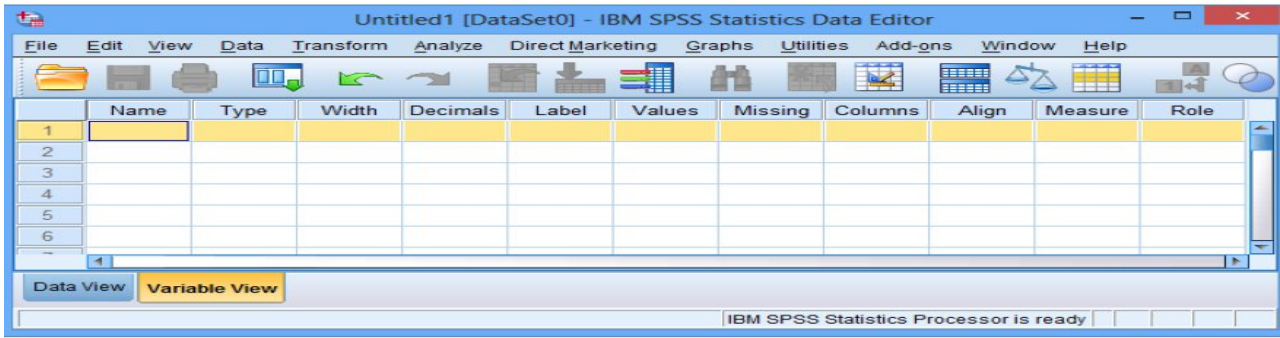 Untitled1 [DataSet0] - IBM SPSS Statistics Data Editor
File Edit View Data Transform Analyze Direct Marketing Graphs Utilities Add-ons Window Help
Name Type Width Decimals Label Values Missing Columns Align Measure Role
1
2
3
4
5
6
Data View Variable View
IBM SPSS Statistics Processor is ready